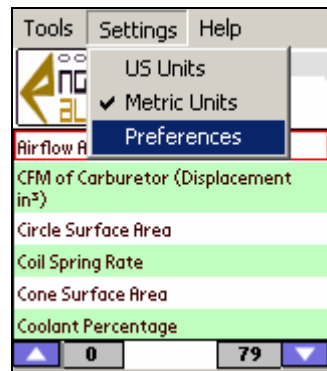 Tools Settings Help
US Units
✔ Metric Units
Preferences
Airflow A
CFM of Carburetor (Displacement
in³)
Circle Surface Area
Coil Spring Rate
Cone Surface Area
Coolant Percentage
0 79